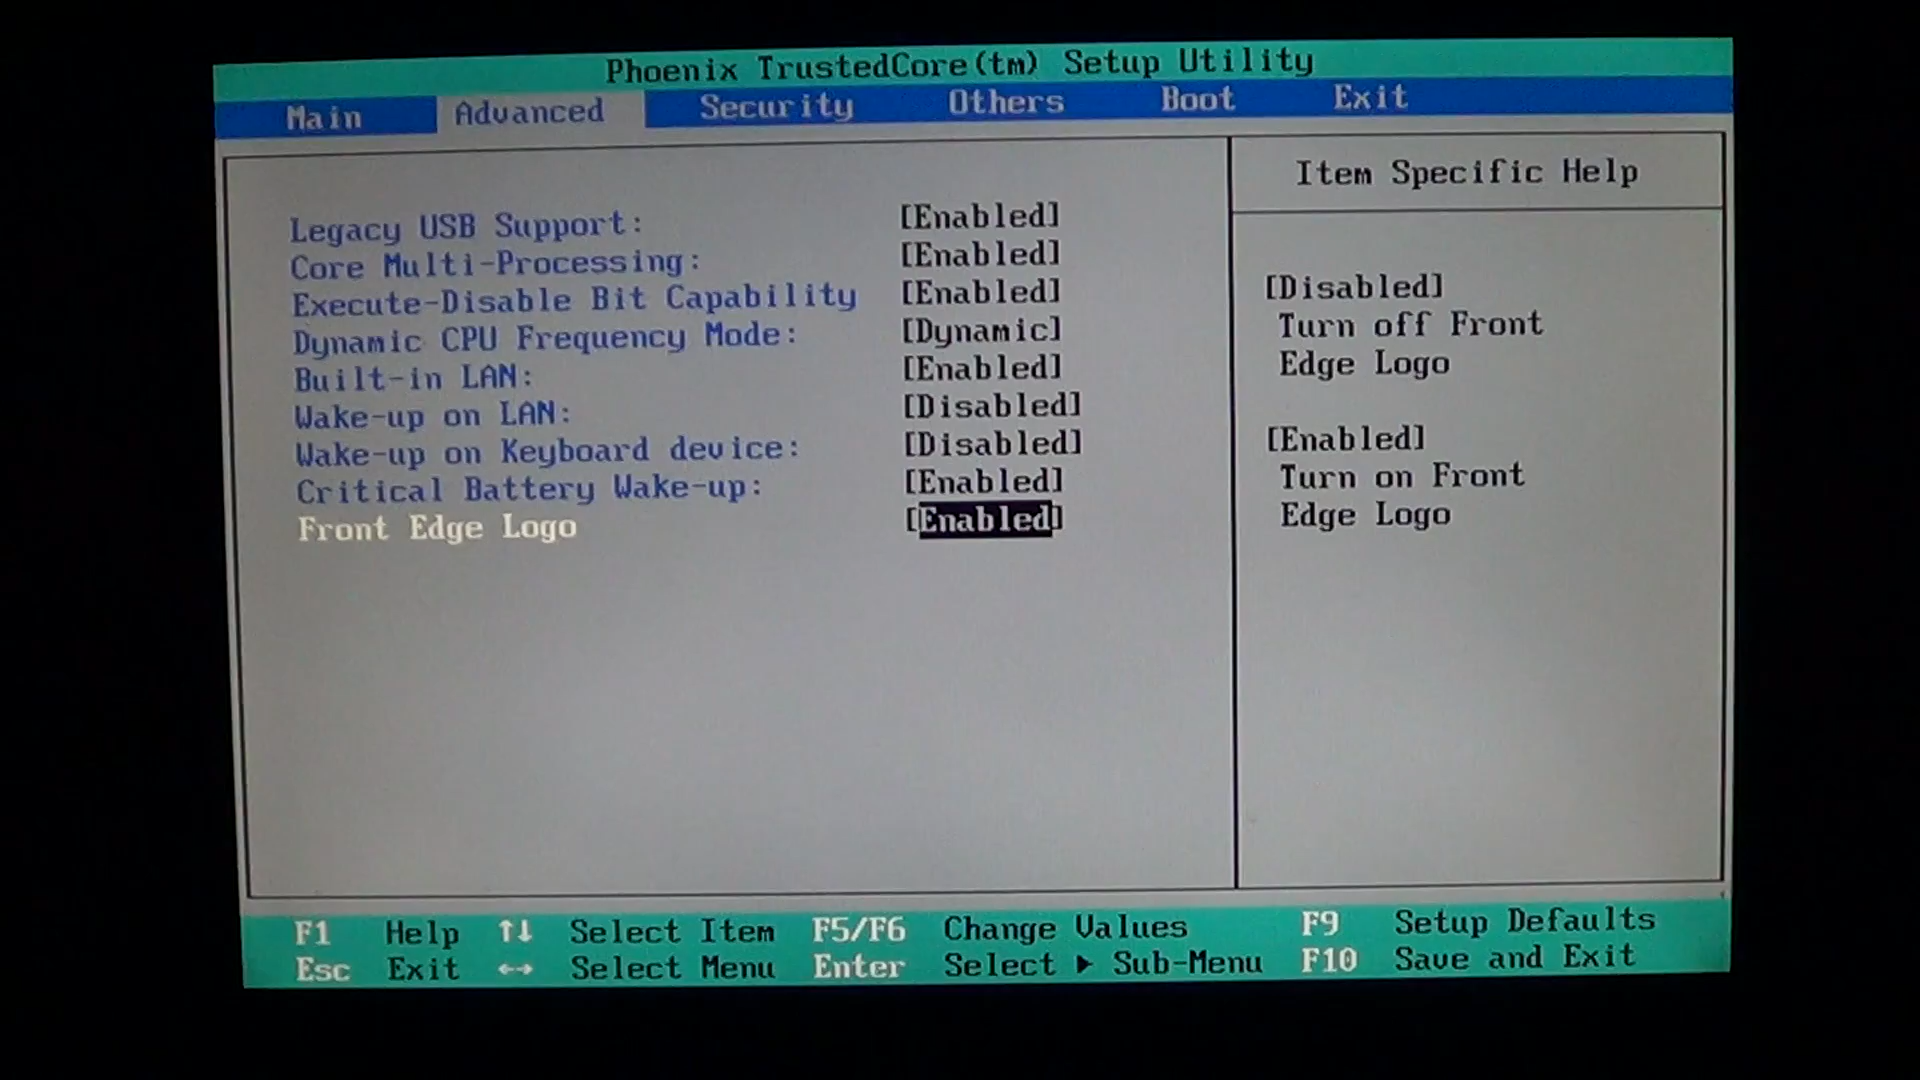 Phoenix TrustedCore(tm) Setup Utility
Main Advanced Security Others Boot Exit
Item Specific Help
Legacy USB Support: [Enabled]
Core Multi-Processing: [Enabled]
Execute-Disable Bit Capability [Enabled]
Dynamic CPU Frequency Mode: [Dynamic]
Built-in LAN: [Enabled]
Wake-up on LAN: [Disabled]
Wake-up on Keyboard device: [Disabled]
Critical Battery Wake-up: [Enabled]
Front Edge Logo [Enabled]
[Disabled]
Turn off Front
Edge Logo
[Enabled]
Turn on Front
Edge Logo
F1 Help ↑↓ Select Item F5/F6 Change Values F9 Setup Defaults
Esc Exit ↔ Select Menu Enter Select ▶ Sub-Menu F10 Save and Exit